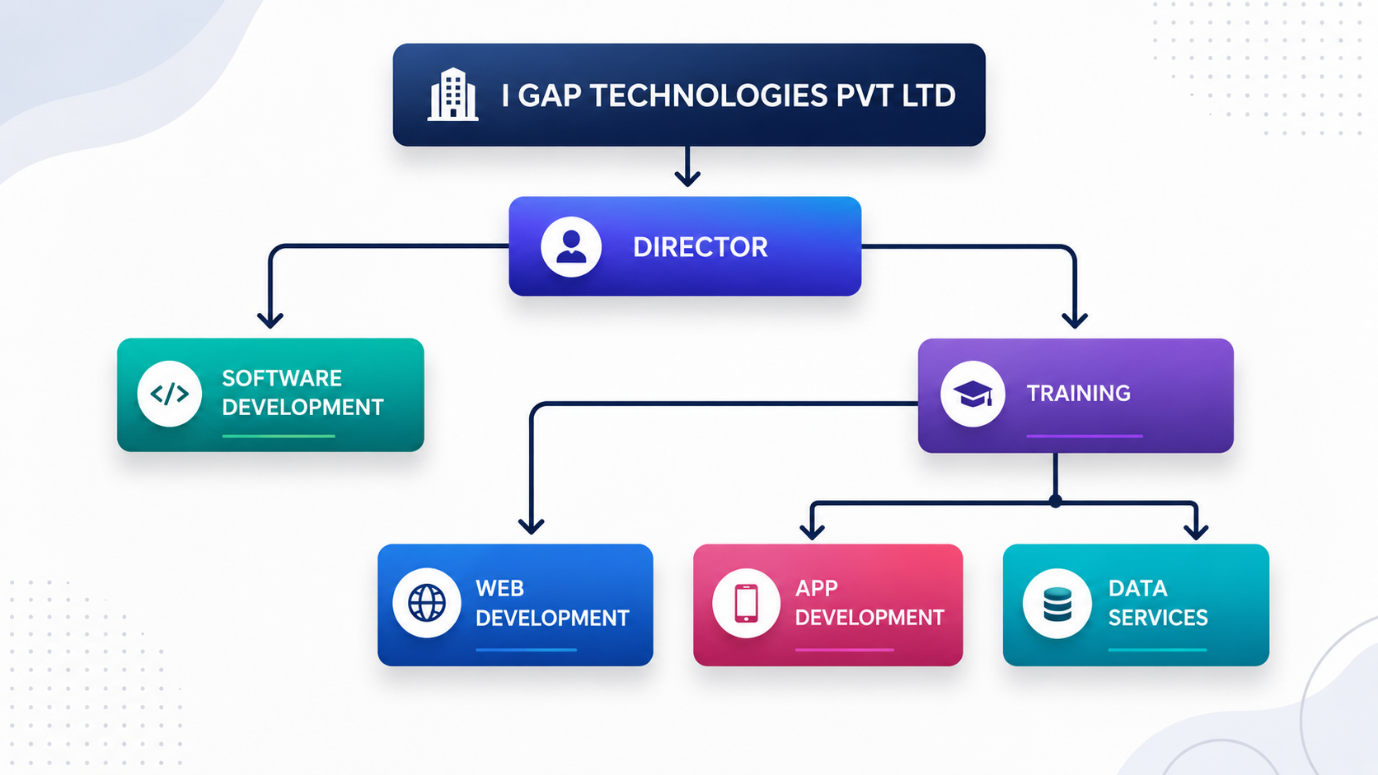 I GAP TECHNOLOGIES PVT LTD
DIRECTOR
SOFTWARE
DEVELOPMENT
TRAINING
WEB
DEVELOPMENT
APP
DEVELOPMENT
DATA
SERVICES